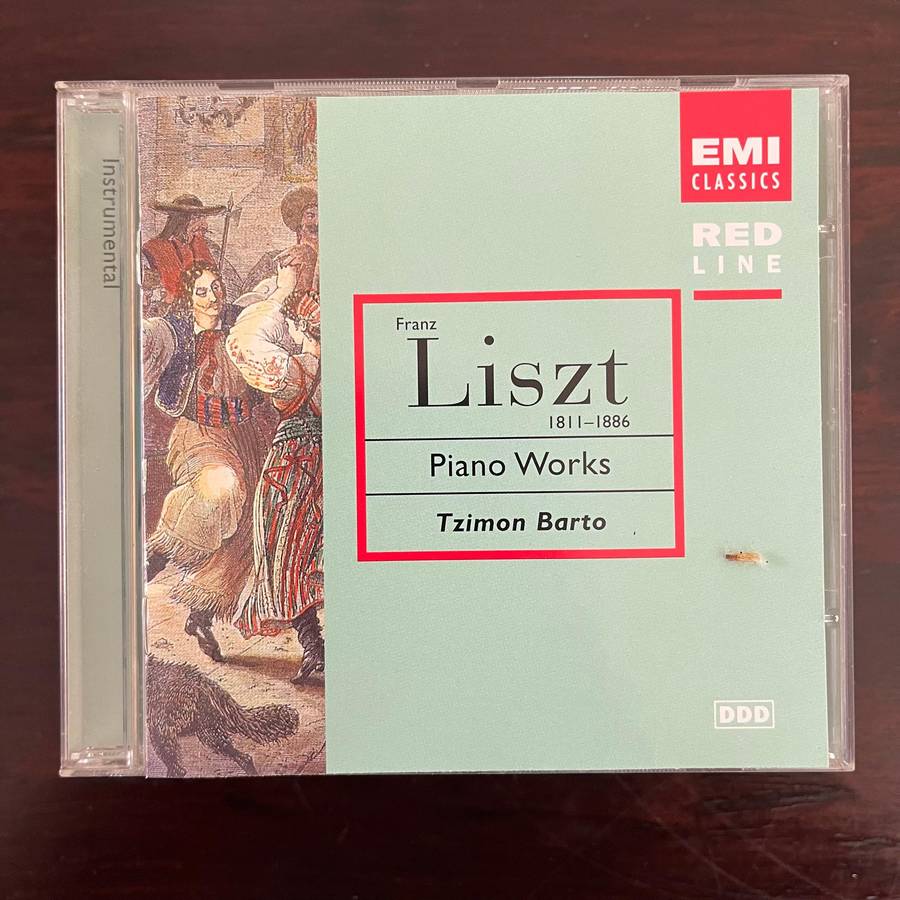 Instrumental
EMI
CLASSICS
RED
LINE
Franz
Liszt
1811–1886
Piano Works
Tzimon Barto
DDD